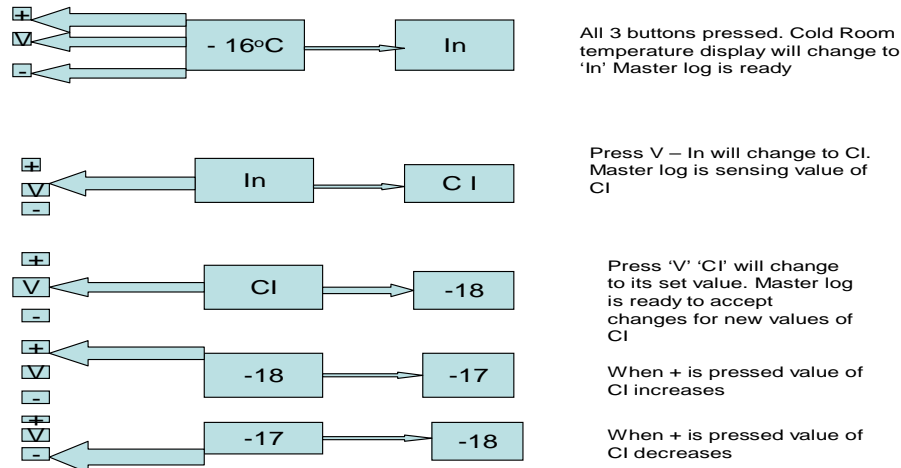 +
V
-
- 16°C
In
All 3 buttons pressed. Cold Room
temperature display will change to
‘In’ Master log is ready
+
V
-
In
C I
Press V – In will change to CI.
Master log is sensing value of
CI
+
V
-
CI
-18
Press ‘V’ ‘CI’ will change
to its set value. Master log
is ready to accept
changes for new values of
CI
+
V
-
-18
-17
When + is pressed value of
CI increases
+
V
-
-17
-18
When + is pressed value of
CI decreases